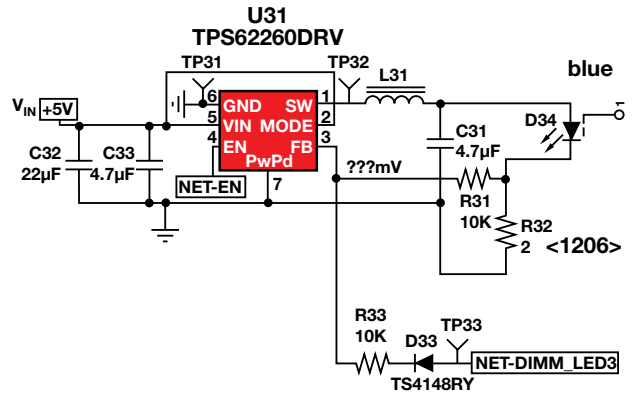 U31
TPS62260DRV
TP31
TP32
L31
blue
6 GND
SW 1
VIN +5V
5 VIN
MODE 2
4 EN
FB 3
PwPd
7
C32
22µF
C33
4.7µF
NET-EN
C31
4.7µF
D34
1
???mV
R31
10K
R32
2
<1206>
R33
10K
D33
TS4148RY
TP33
NET-DIMM_LED3